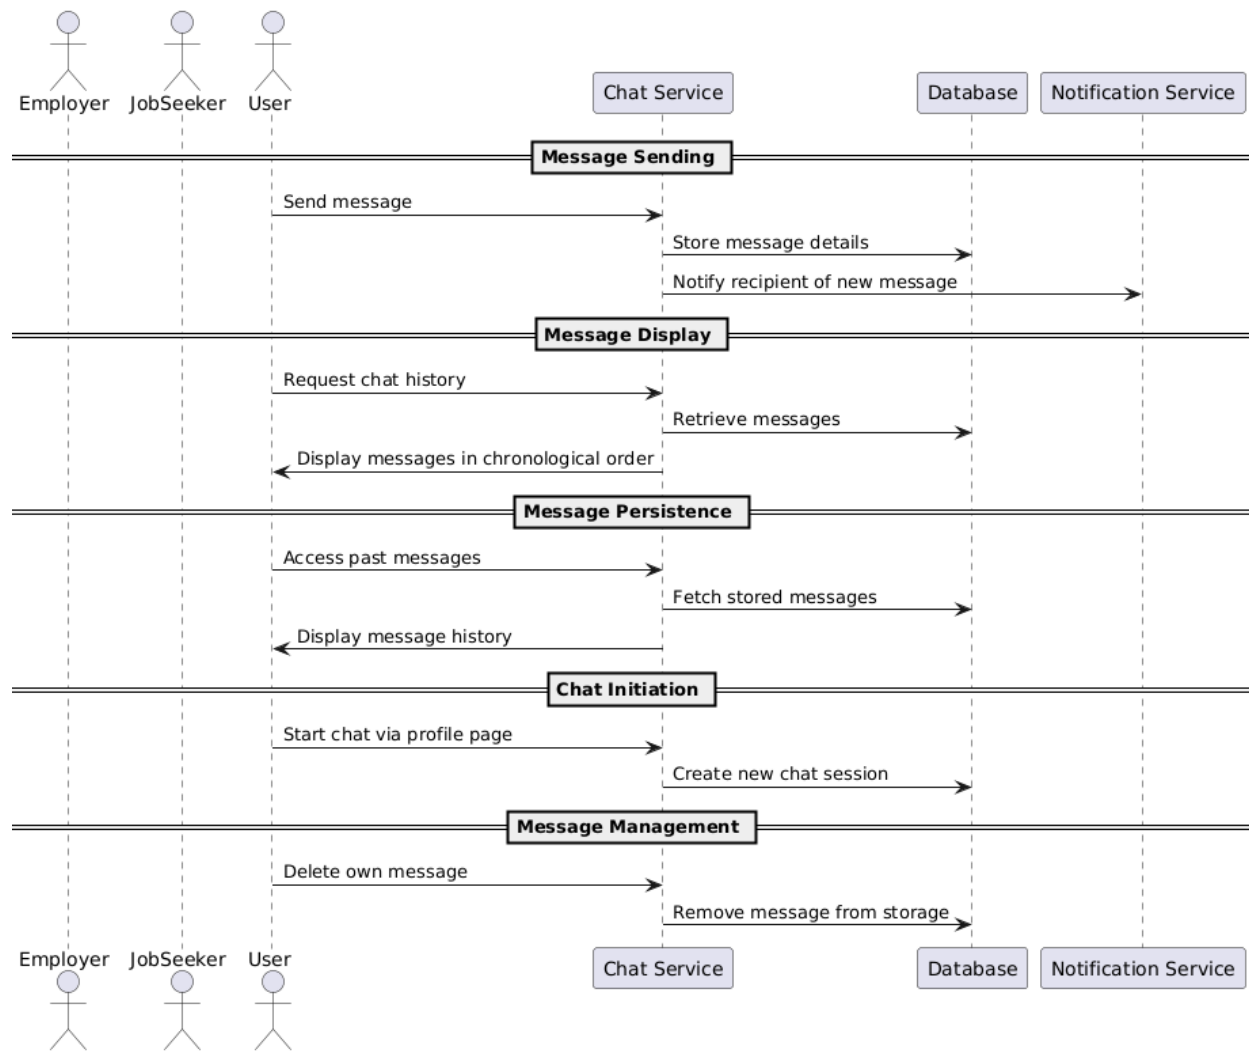 Employer JobSeeker User Chat Service Database Notification Service
Message Sending
Send message
Store message details
Notify recipient of new message
Message Display
Request chat history
Retrieve messages
Display messages in chronological order
Message Persistence
Access past messages
Fetch stored messages
Display message history
Chat Initiation
Start chat via profile page
Create new chat session
Message Management
Delete own message
Remove message from storage
Employer JobSeeker User Chat Service Database Notification Service